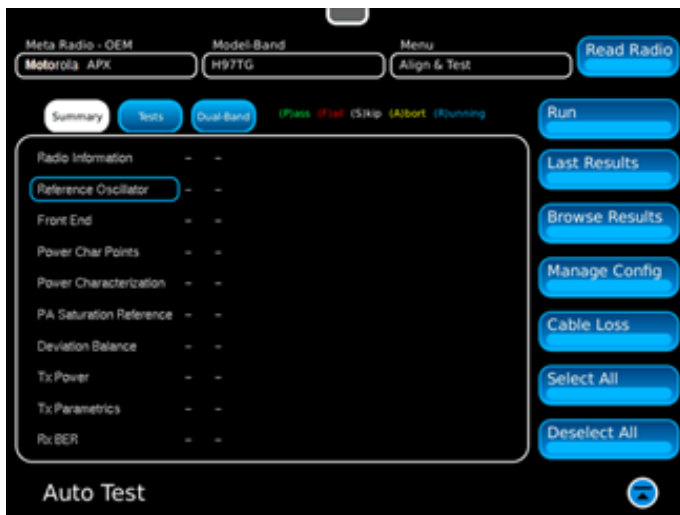 Meta Radio - OEM Model-Band Menu Read Radio
Motorola APX H97TG Align & Test
Summary Tests Dual-Band (P)ass (F)ail (S)kip (A)bort (R)unning Run
Radio Information - -
Last Results
Reference Oscillator - -
Front End - - Browse Results
Power Char Points - -
Power Characterization - - Manage Config
PA Saturation Reference - - Cable Loss
Deviation Balance - -
Tx Power - - Select All
Tx Parametrics - -
Rx BER - - Deselect All
Auto Test